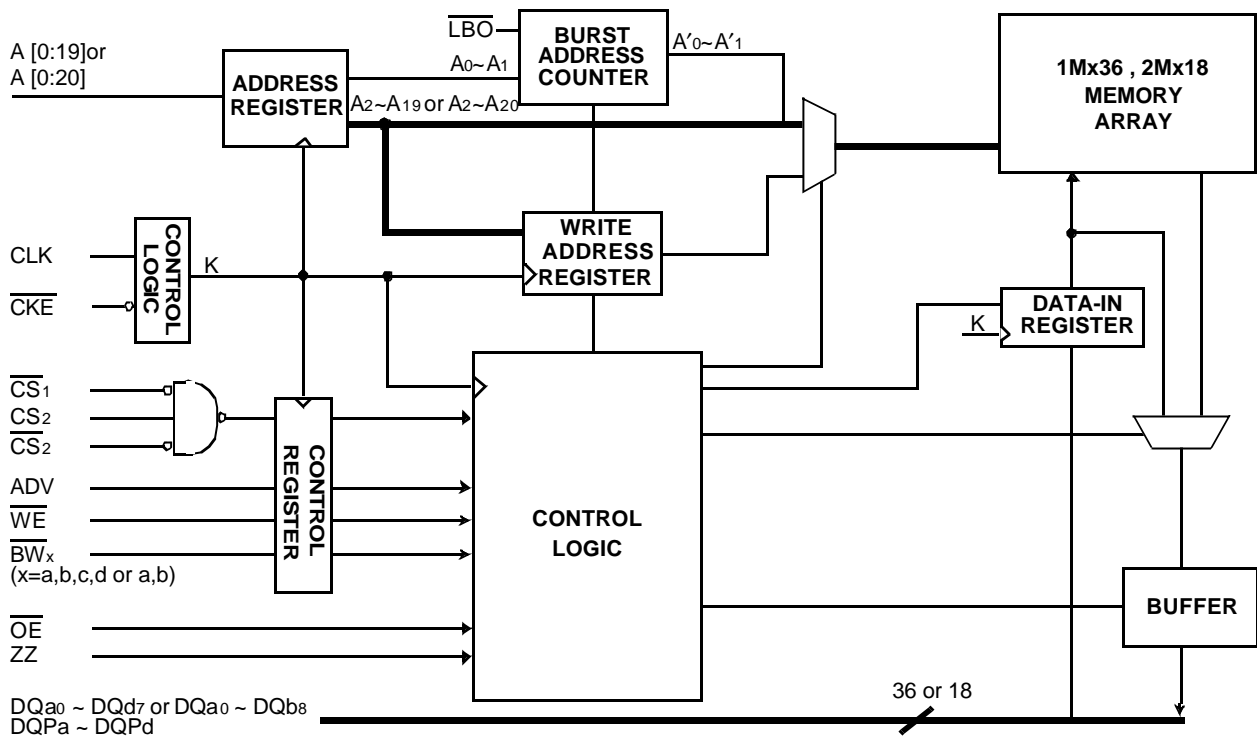 A [0:19]or
A [0:20]
ADDRESS
REGISTER
LBO
A0~A1
A2~A19 or A2~A20
BURST
ADDRESS
COUNTER
A′0~A′1
1Mx36 , 2Mx18
MEMORY
ARRAY
CLK
CKE
CONTROL
LOGIC
K
WRITE
ADDRESS
REGISTER
K
DATA-IN
REGISTER
CS1
CS2
CS2
ADV
WE
BWx
(x=a,b,c,d or a,b)
CONTROL
REGISTER
CONTROL
LOGIC
OE
ZZ
BUFFER
DQa0 ~ DQd7 or DQa0 ~ DQb8
DQPa ~ DQPd
36 or 18